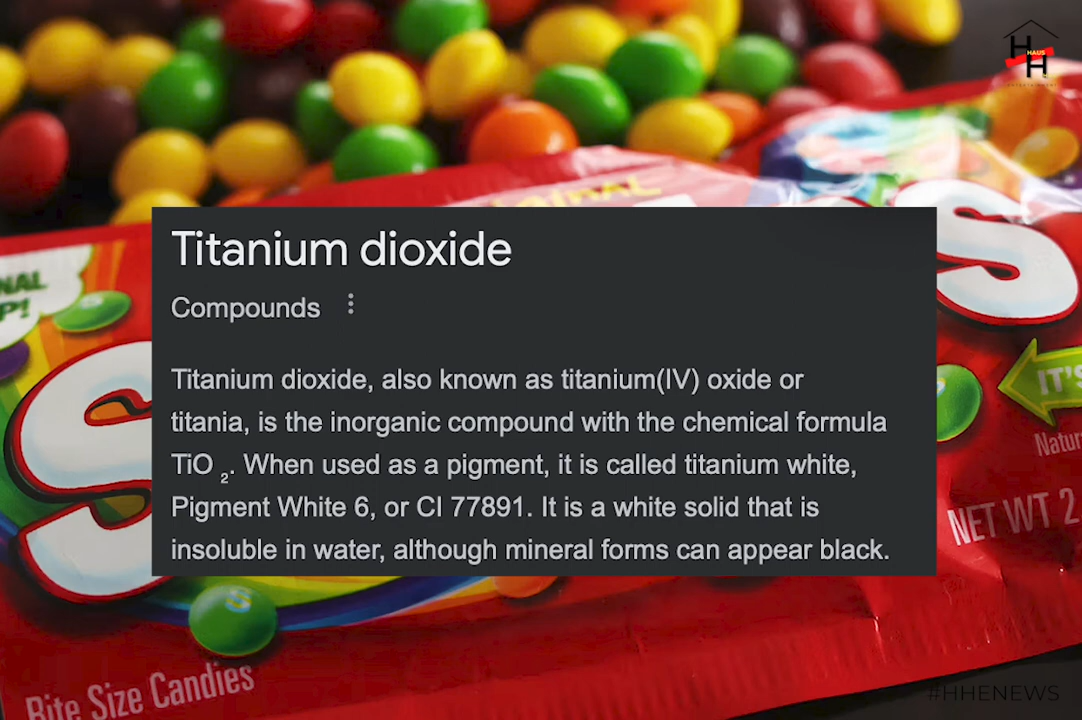 H
HAUS
H
ENTERTAINMENT
ORIGINAL
S
NAL
P!
Titanium dioxide
Compounds
Titanium dioxide, also known as titanium(IV) oxide or
titania, is the inorganic compound with the chemical formula
TiO 2. When used as a pigment, it is called titanium white,
Pigment White 6, or CI 77891. It is a white solid that is
insoluble in water, although mineral forms can appear black.
S
IT'S
NET WT 2
S
Bite Size Candies
#HHENEWS